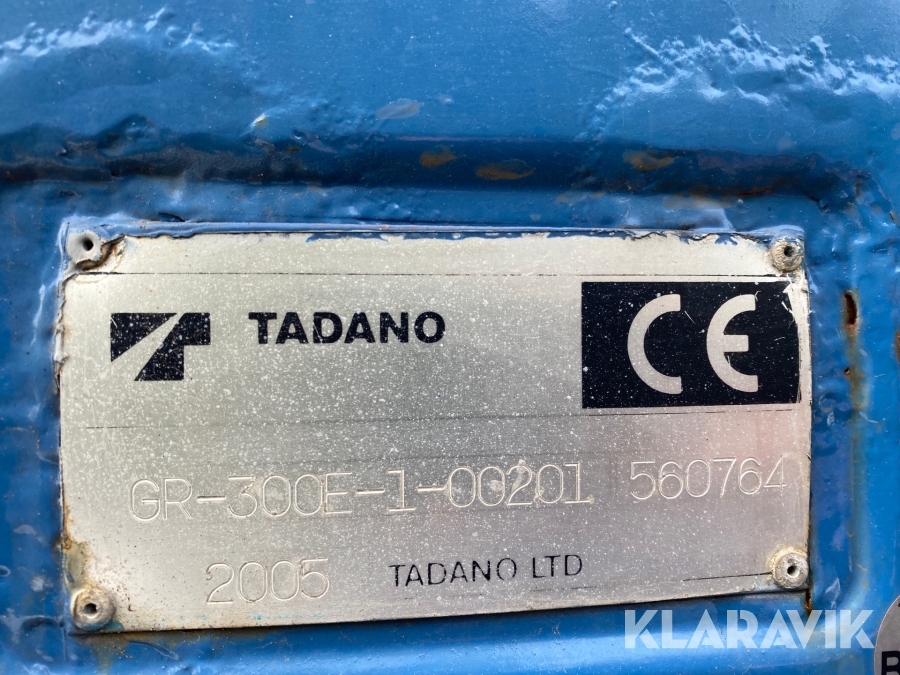 TADANO CE
GR-300E-1-00201 560764
2005 TADANO LTD
KLARAVIK
B